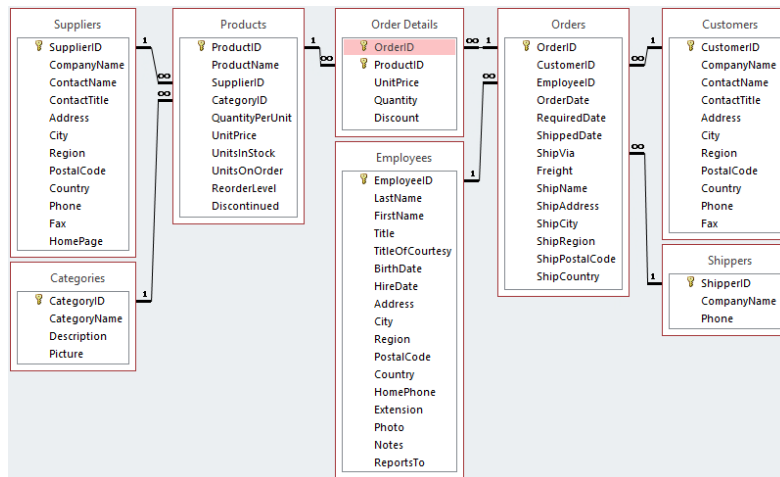 Suppliers
SupplierID
CompanyName
ContactName
ContactTitle
Address
City
Region
PostalCode
Country
Phone
Fax
HomePage
1
∞
∞
1
Categories
CategoryID
CategoryName
Description
Picture
Products
ProductID
ProductName
SupplierID
CategoryID
QuantityPerUnit
UnitPrice
UnitsInStock
UnitsOnOrder
ReorderLevel
Discontinued
1
∞
Order Details
OrderID
ProductID
UnitPrice
Quantity
Discount
∞
1
∞
1
Employees
EmployeeID
LastName
FirstName
Title
TitleOfCourtesy
BirthDate
HireDate
Address
City
Region
PostalCode
Country
HomePhone
Extension
Photo
Notes
ReportsTo
Orders
OrderID
CustomerID
EmployeeID
OrderDate
RequiredDate
ShippedDate
ShipVia
Freight
ShipName
ShipAddress
ShipCity
ShipRegion
ShipPostalCode
ShipCountry
1
∞
∞
1
Customers
CustomerID
CompanyName
ContactName
ContactTitle
Address
City
Region
PostalCode
Country
Phone
Fax
Shippers
ShipperID
CompanyName
Phone